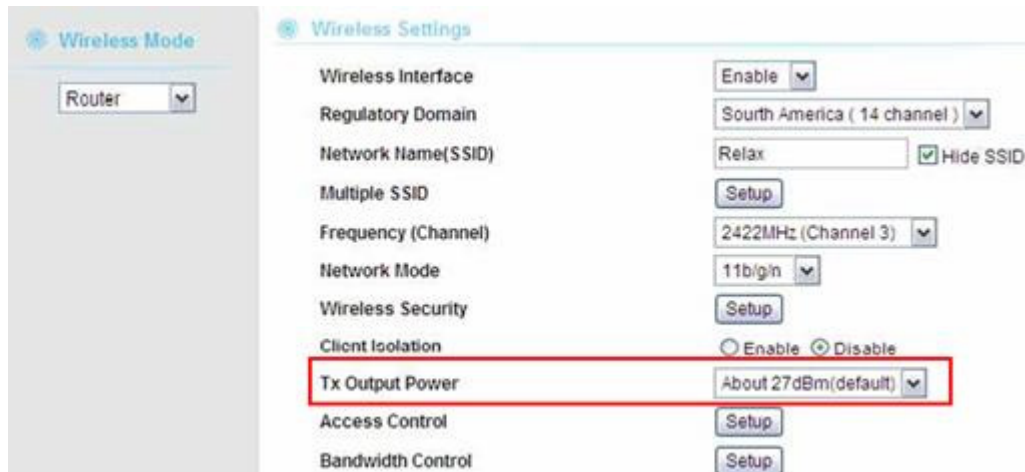 Wireless Mode
Router
Wireless Settings
Wireless Interface Enable
Regulatory Domain Sourth America ( 14 channel )
Network Name(SSID) Relax Hide SSID
Multiple SSID Setup
Frequency (Channel) 2422MHz (Channel 3)
Network Mode 11b/g/n
Wireless Security Setup
Client Isolation Enable Disable
Tx Output Power About 27dBm(default)
Access Control Setup
Bandwidth Control Setup